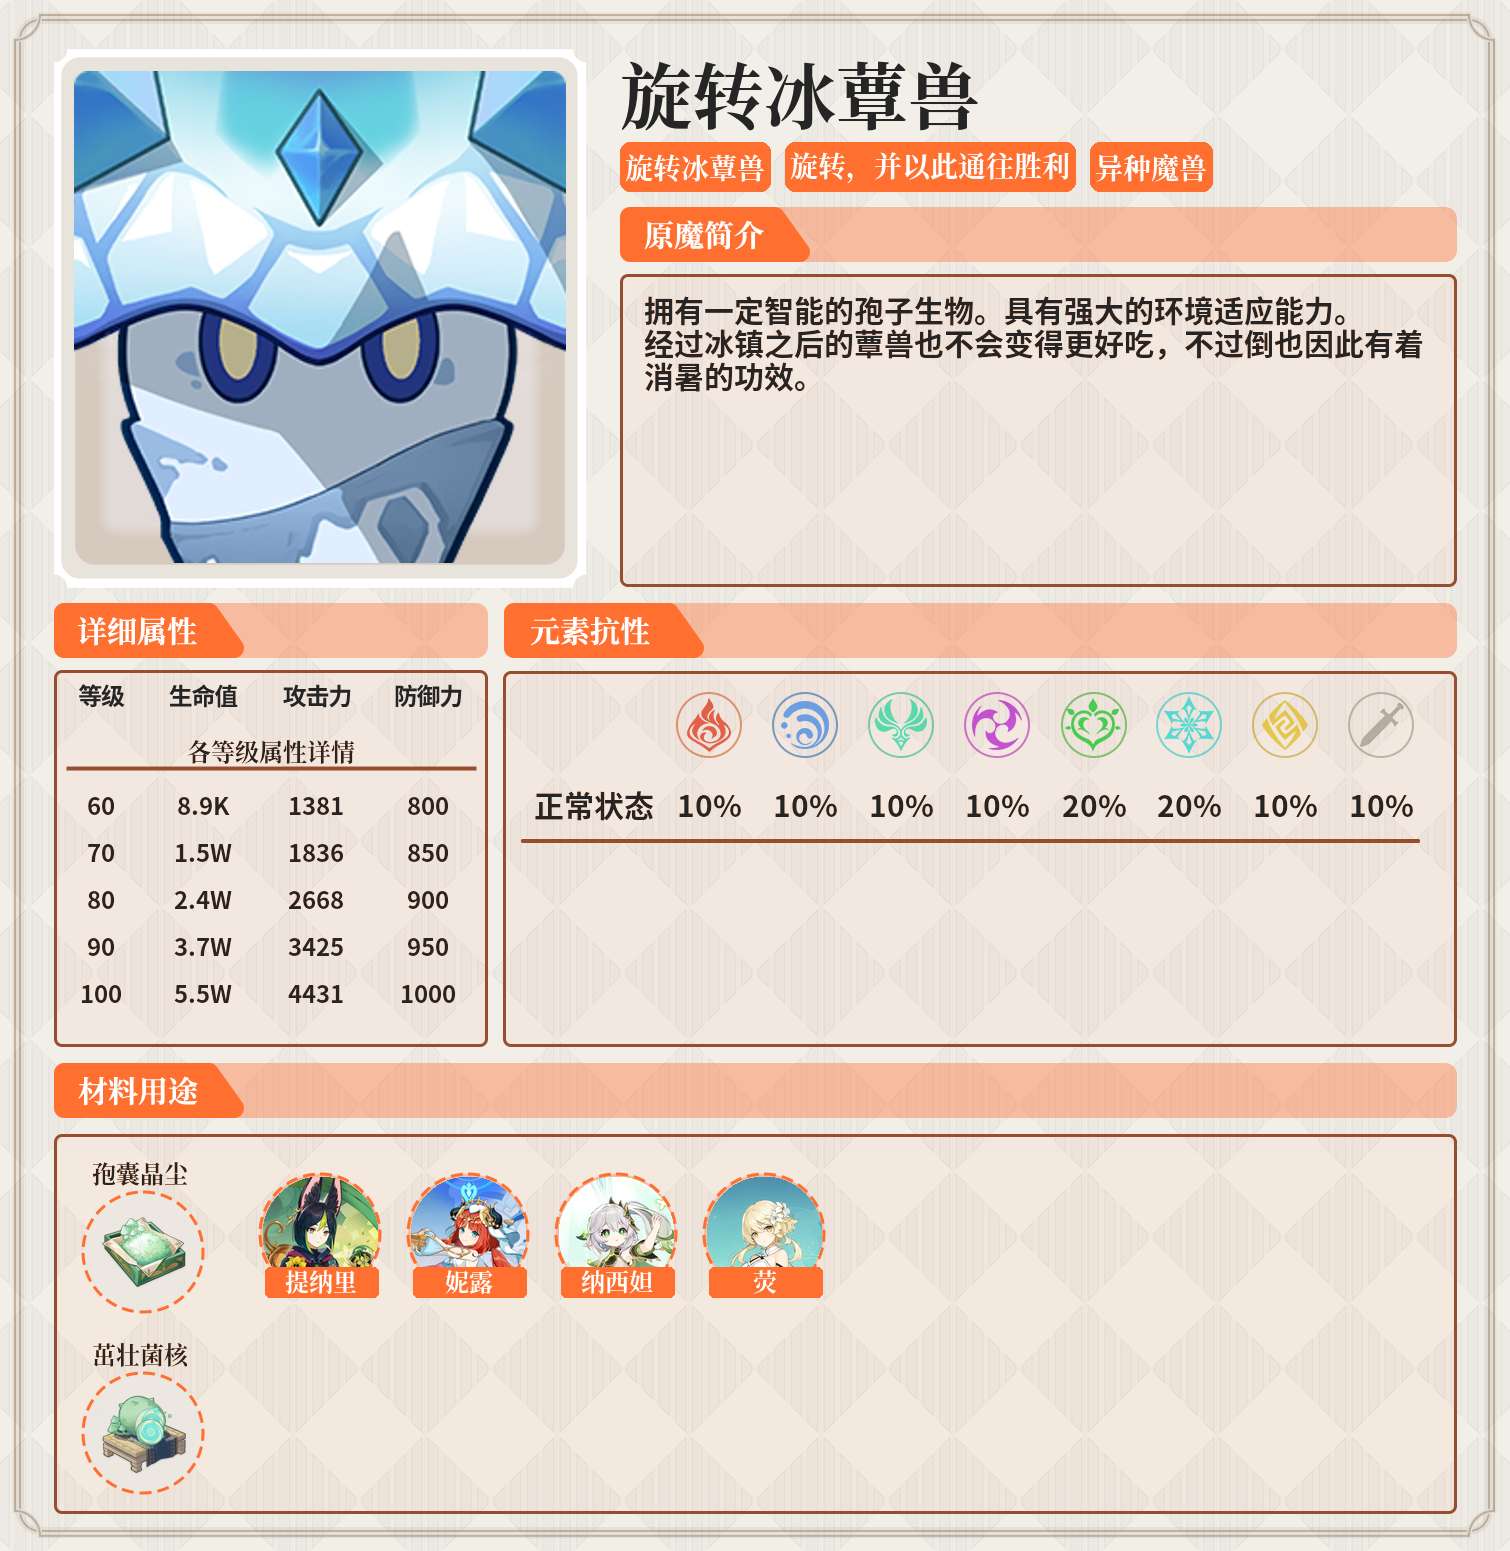 旋转冰蕈兽
旋转冰蕈兽 旋转，并以此通往胜利 异种魔兽
原魔简介
拥有一定智能的孢子生物。具有强大的环境适应能力。
经过冰镇之后的蕈兽也不会变得更好吃，不过倒也因此有着
消暑的功效。
详细属性
等级 生命值 攻击力 防御力
各等级属性详情
60 8.9K 1381 800
70 1.5W 1836 850
80 2.4W 2668 900
90 3.7W 3425 950
100 5.5W 4431 1000
元素抗性
正常状态 10% 10% 10% 10% 20% 20% 10% 10%
材料用途
孢囊晶尘
提纳里 妮露 纳西妲 荧
茁壮菌核